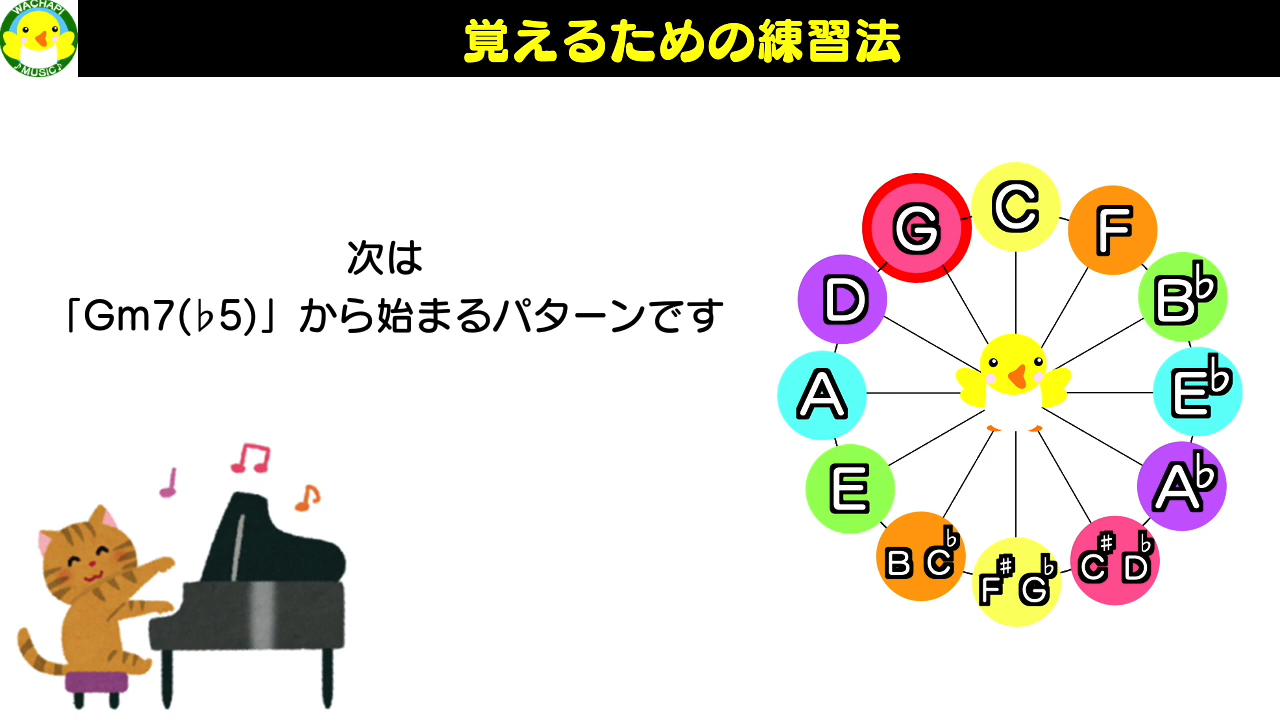 WACHAPI
♪MUSIC♪
覚えるための練習法
次は
「Gm7(♭5)」から始まるパターンです
C
G
F
D
B♭
A
E♭
E
A♭
B C♭
F♯ G♭
C♯ D♭